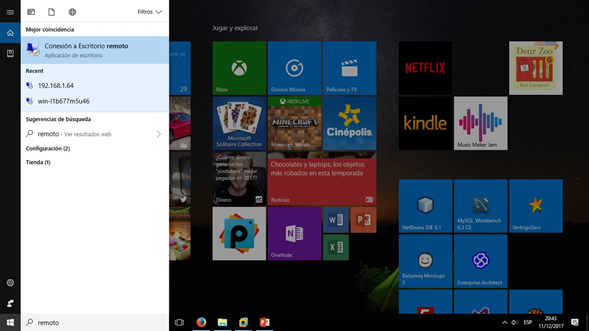 Filtros
Mejor coincidencia
Conexión a Escritorio remoto
Aplicación de escritorio
Recent
192.168.1.64
win-l1b677m5u46
Sugerencias de búsqueda
remoto - Ver resultados web
Configuración (2)
Tienda (1)
remoto
29
Jugar y explorar
Xbox
Groove Música
Películas y TV
NETFLIX
Dear Zoo
Microsoft Solitaire Collection
XBOX LIVE
MINECRAFT
Cinépolis
kindle
Music Maker Jam
¿Cuánto dinero ganaron los "youtubers" mejor pagados en 2017?
Dinero
Chocolates y laptops, los objetos
más robados en esta temporada
Noticias
OneNote
NetBeans IDE 8.1
MySQL Workbench 6.3 CE
VertrigoServ
Balsamiq Mockups 3
Enterprise Architect
ESP
20:43
11/12/2017